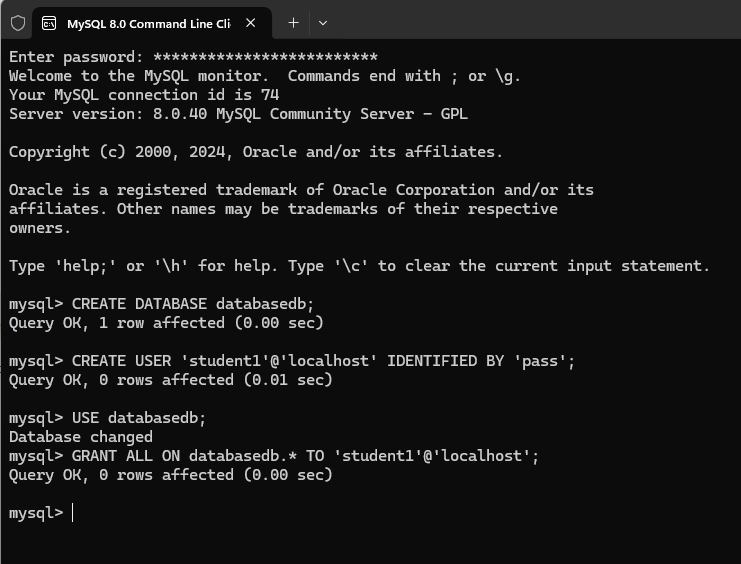 MySQL 8.0 Command Line Cli
Enter password: *************************
Welcome to the MySQL monitor.  Commands end with ; or \g.
Your MySQL connection id is 74
Server version: 8.0.40 MySQL Community Server - GPL
Copyright (c) 2000, 2024, Oracle and/or its affiliates.
Oracle is a registered trademark of Oracle Corporation and/or its
affiliates. Other names may be trademarks of their respective
owners.
Type 'help;' or '\h' for help. Type '\c' to clear the current input statement.
mysql> CREATE DATABASE databasedb;
Query OK, 1 row affected (0.00 sec)
mysql> CREATE USER 'student1'@'localhost' IDENTIFIED BY 'pass';
Query OK, 0 rows affected (0.01 sec)
mysql> USE databasedb;
Database changed
mysql> GRANT ALL ON databasedb.* TO 'student1'@'localhost';
Query OK, 0 rows affected (0.00 sec)
mysql>